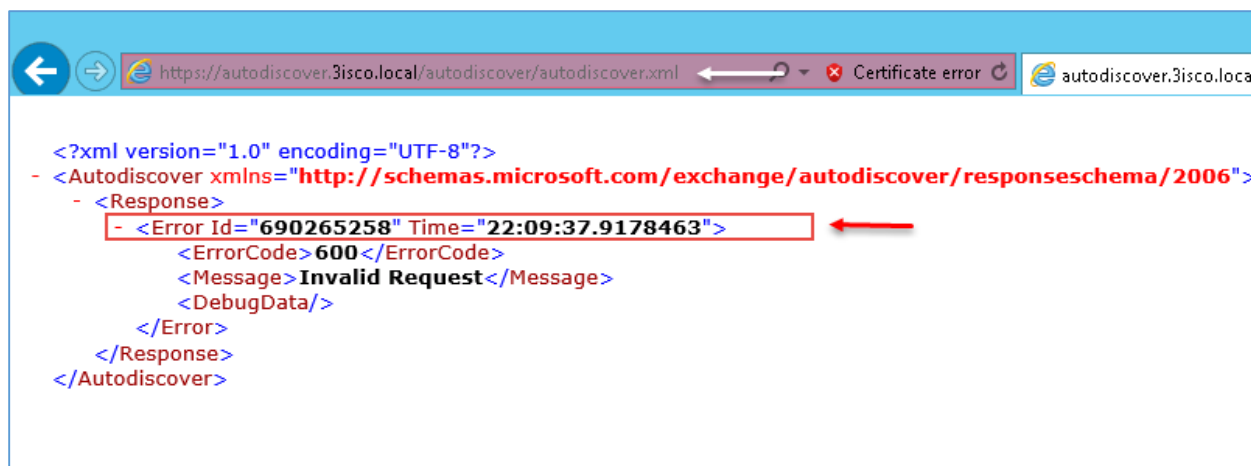 https://autodiscover.3isco.local/autodiscover/autodiscover.xml Certificate error autodiscover.3isco.loca
<?xml version="1.0" encoding="UTF-8"?>
- <Autodiscover xmlns="http://schemas.microsoft.com/exchange/autodiscover/responseschema/2006">
- <Response>
- <Error Id="690265258" Time="22:09:37.9178463">
<ErrorCode>600</ErrorCode>
<Message>Invalid Request</Message>
<DebugData/>
</Error>
</Response>
</Autodiscover>